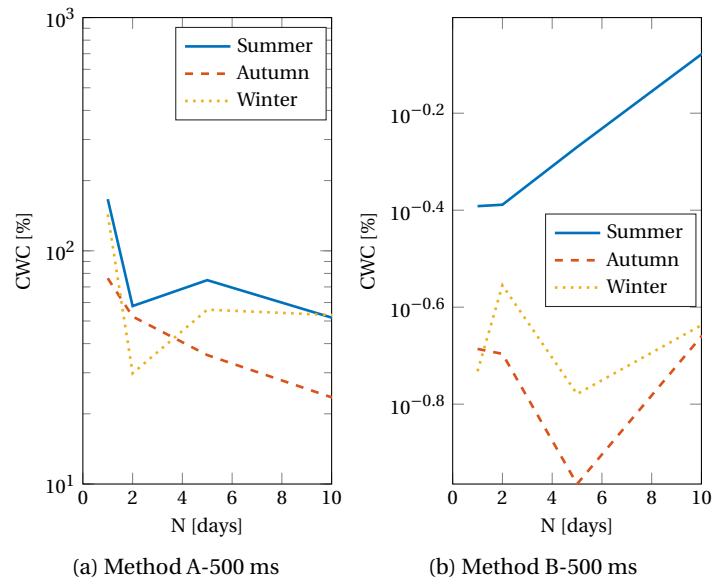 10^3
10^2
10^1
CWC [%]
Summer
Autumn
Winter
0 2 4 6 8 10
N [days]
(a) Method A-500 ms
10^−0.2
10^−0.4
10^−0.6
10^−0.8
CWC [%]
Summer
Autumn
Winter
0 2 4 6 8 10
N [days]
(b) Method B-500 ms